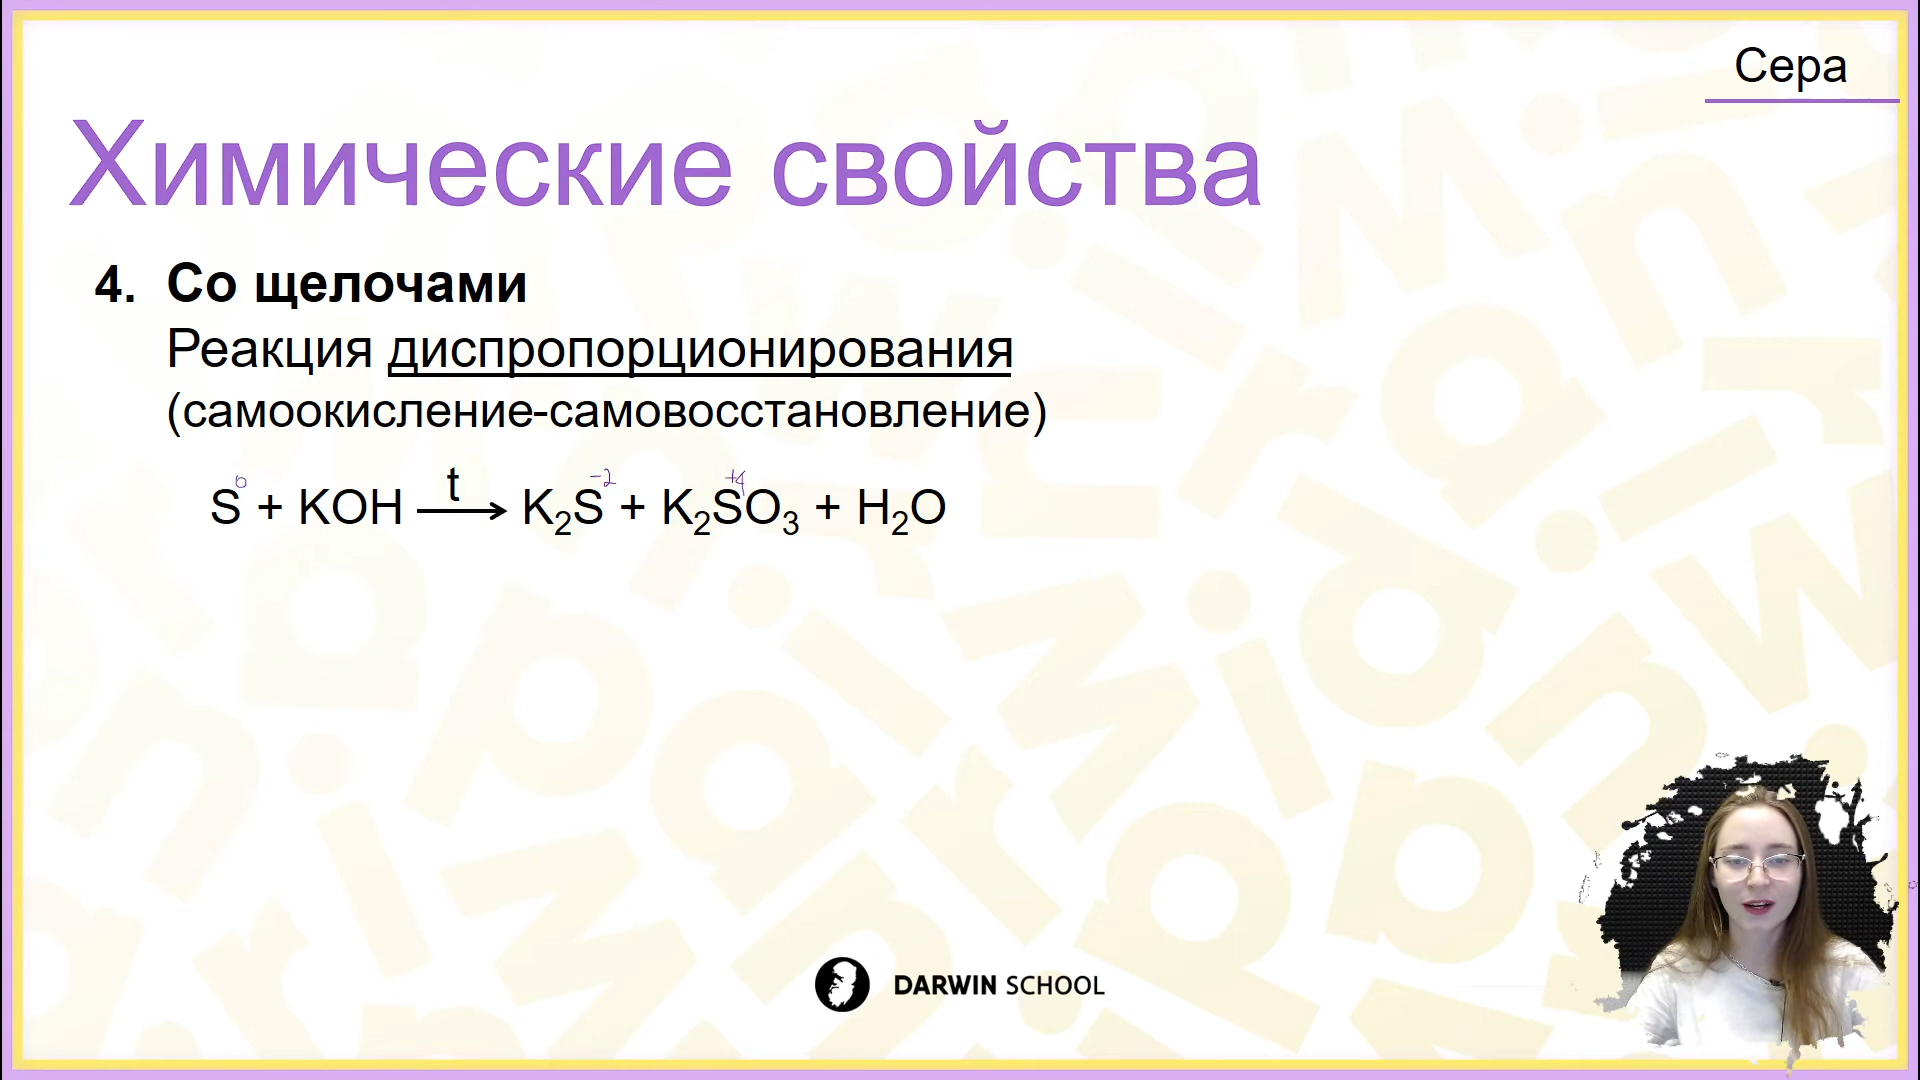 Сера
Химические свойства
4. Со щелочами
Реакция диспропорционирования
(самоокисление-самовосстановление)
0 t -2 +4
S + KOH ⟶ K₂S + K₂SO₃ + H₂O
DARWIN SCHOOL